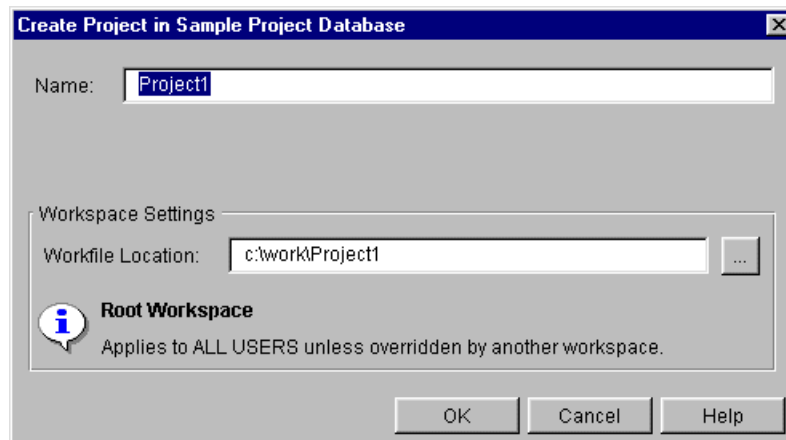 Create Project in Sample Project Database
Name: Project1
Workspace Settings
Workfile Location: c:\work\Project1 ...
Root Workspace
Applies to ALL USERS unless overridden by another workspace.
OK Cancel Help